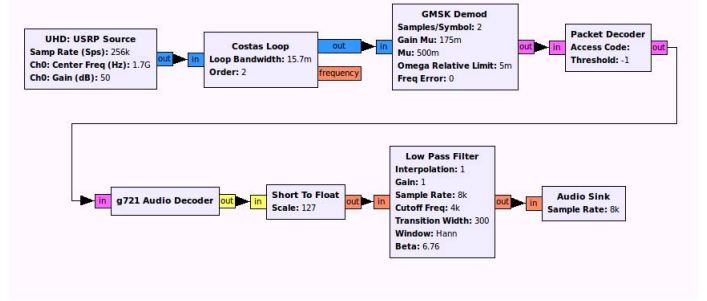 UHD: USRP Source
Samp Rate (Sps): 256k
Ch0: Center Freq (Hz): 1.7G
Ch0: Gain (dB): 50
out
in
Costas Loop
Loop Bandwidth: 15.7m
Order: 2
out
frequency
in
GMSK Demod
Samples/Symbol: 2
Gain Mu: 175m
Mu: 500m
Omega Relative Limit: 5m
Freq Error: 0
out
in
Packet Decoder
Access Code:
Threshold: -1
out
in
g721 Audio Decoder
out
in
Short To Float
Scale: 127
out
in
Low Pass Filter
Interpolation: 1
Gain: 1
Sample Rate: 8k
Cutoff Freq: 4k
Transition Width: 300
Window: Hann
Beta: 6.76
out
in
Audio Sink
Sample Rate: 8k